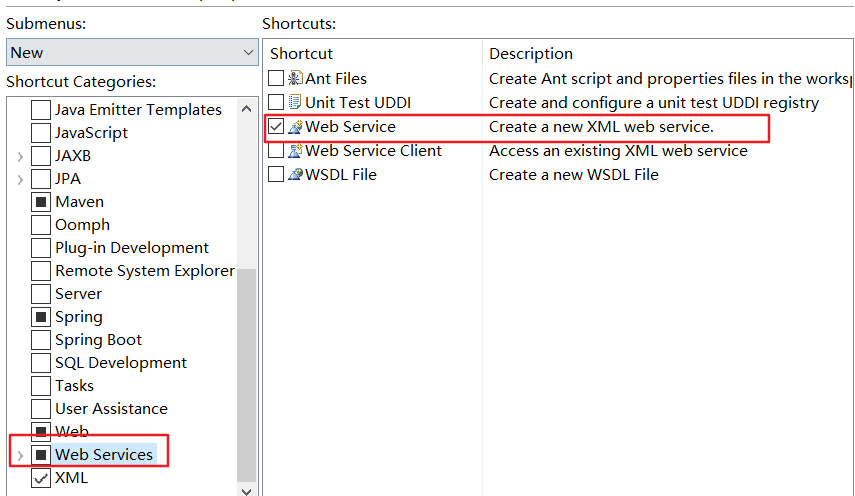 Submenus:
New
Shortcut Categories:
Java Emitter Templates
JavaScript
JAXB
JPA
Maven
Oomph
Plug-in Development
Remote System Explorer
Server
Spring
Spring Boot
SQL Development
Tasks
User Assistance
Web
Web Services
XML
Shortcuts:
Shortcut Description
Ant Files Create Ant script and properties files in the worksp
Unit Test UDDI Create and configure a unit test UDDI registry
Web Service Create a new XML web service.
Web Service Client Access an existing XML web service
WSDL File Create a new WSDL File